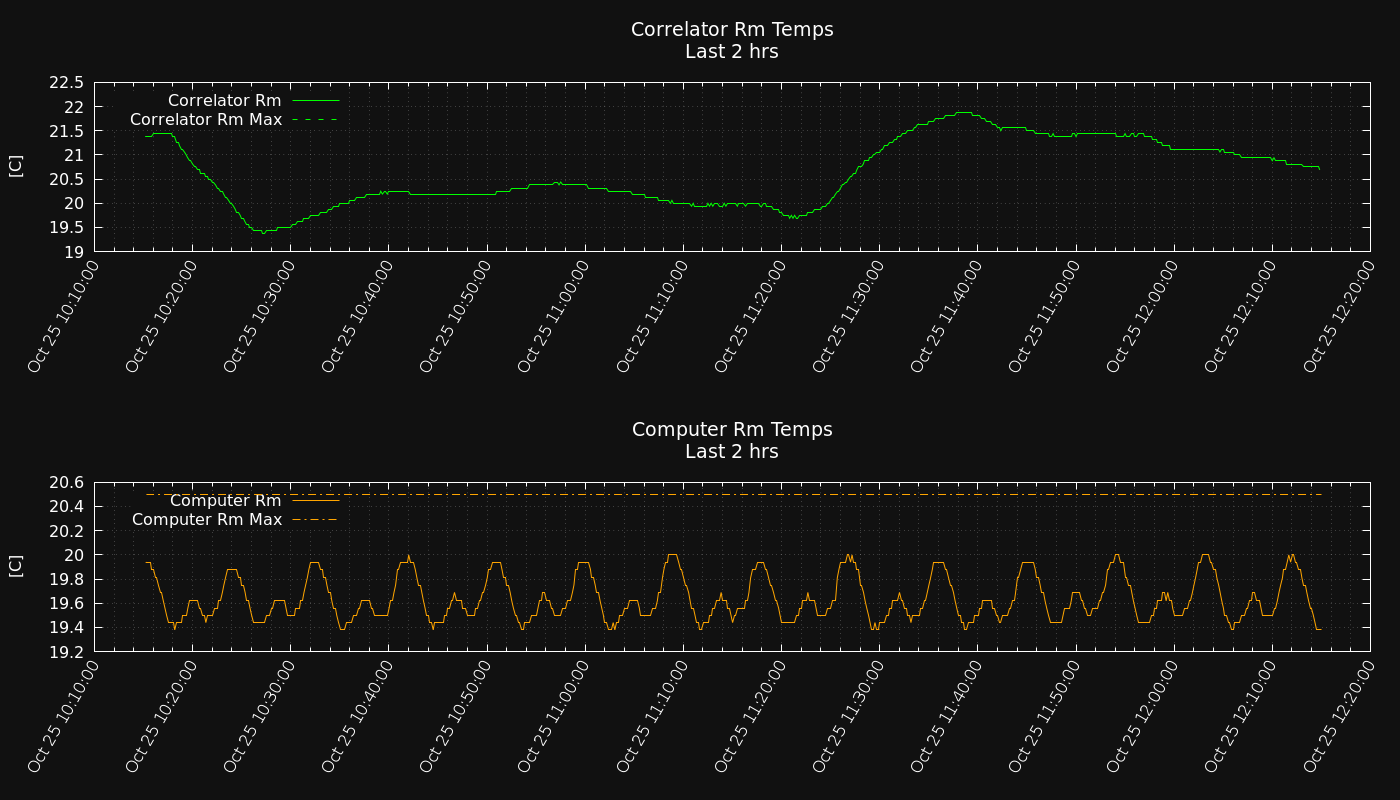 Correlator Rm Temps
Last 2 hrs
22.5
22
21.5
21
20.5
20
19.5
19
[C]
Correlator Rm
Correlator Rm Max
Oct 25 10:10:00
Oct 25 10:20:00
Oct 25 10:30:00
Oct 25 10:40:00
Oct 25 10:50:00
Oct 25 11:00:00
Oct 25 11:10:00
Oct 25 11:20:00
Oct 25 11:30:00
Oct 25 11:40:00
Oct 25 11:50:00
Oct 25 12:00:00
Oct 25 12:10:00
Oct 25 12:20:00
Computer Rm Temps
Last 2 hrs
20.6
20.4
20.2
20
19.8
19.6
19.4
19.2
[C]
Computer Rm
Computer Rm Max
Oct 25 10:10:00
Oct 25 10:20:00
Oct 25 10:30:00
Oct 25 10:40:00
Oct 25 10:50:00
Oct 25 11:00:00
Oct 25 11:10:00
Oct 25 11:20:00
Oct 25 11:30:00
Oct 25 11:40:00
Oct 25 11:50:00
Oct 25 12:00:00
Oct 25 12:10:00
Oct 25 12:20:00